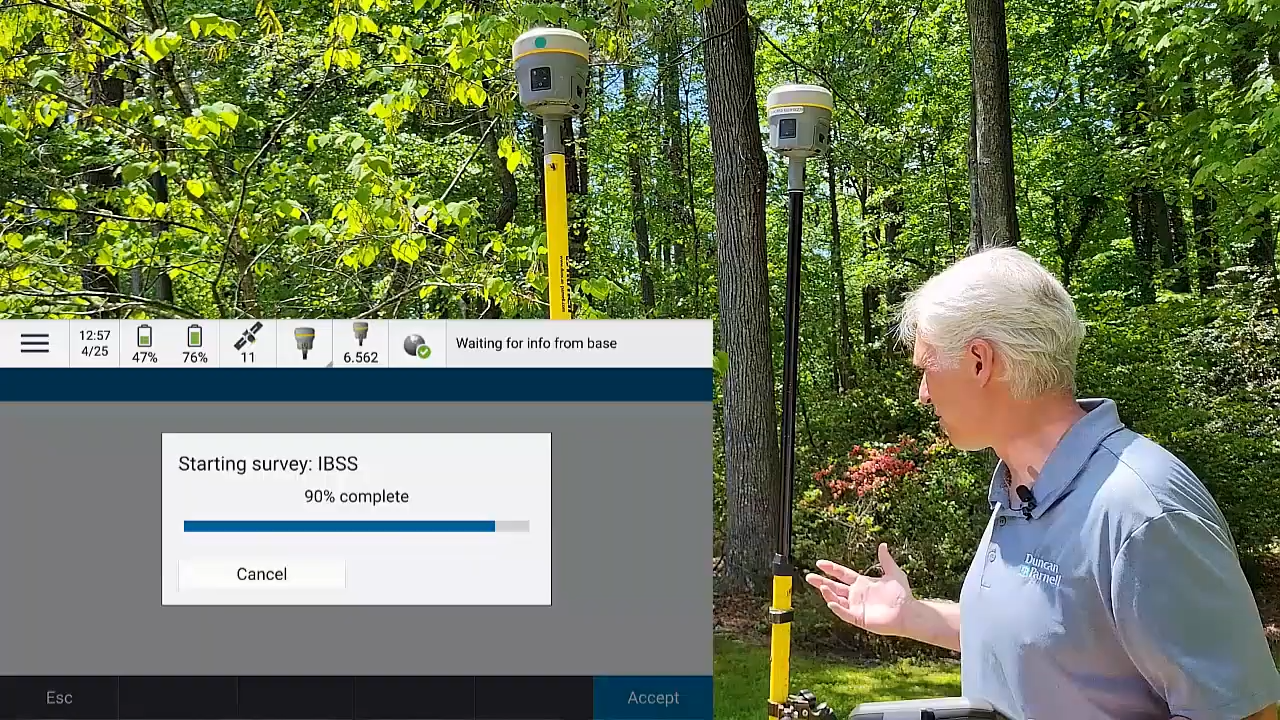 12:57
4/25
47%
76%
11
6.562
Waiting for info from base
Starting survey: IBSS
90% complete
Cancel
Esc
Accept
Duncan
Parnell